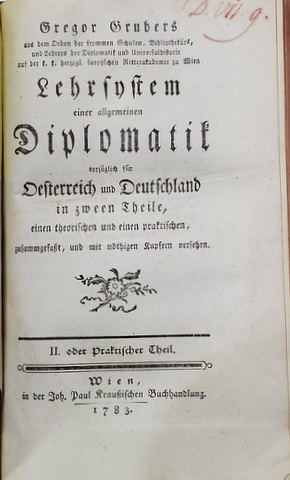 D. VII. 9.
Gregor Grubers
aus dem Orden der frommen Schulen, Bibliothekärs,
und Lehrers der Diplomatik und Universalhistorie
auf der k. k. herzogl. savoyschen Ritterakademie zu Wien
Lehrsystem
einer allgemeinen
Diplomatik
vorzüglich für
Oesterreich und Deutschland
in zween Theile,
einen theorischen und einen praktischen,
zusammgefaßt, und mit nöthigen Kupfern versehen.
II. oder Praktischer Theil.
Wien,
in der Joh. Paul Kraußischen Buchhandlung.
1783.